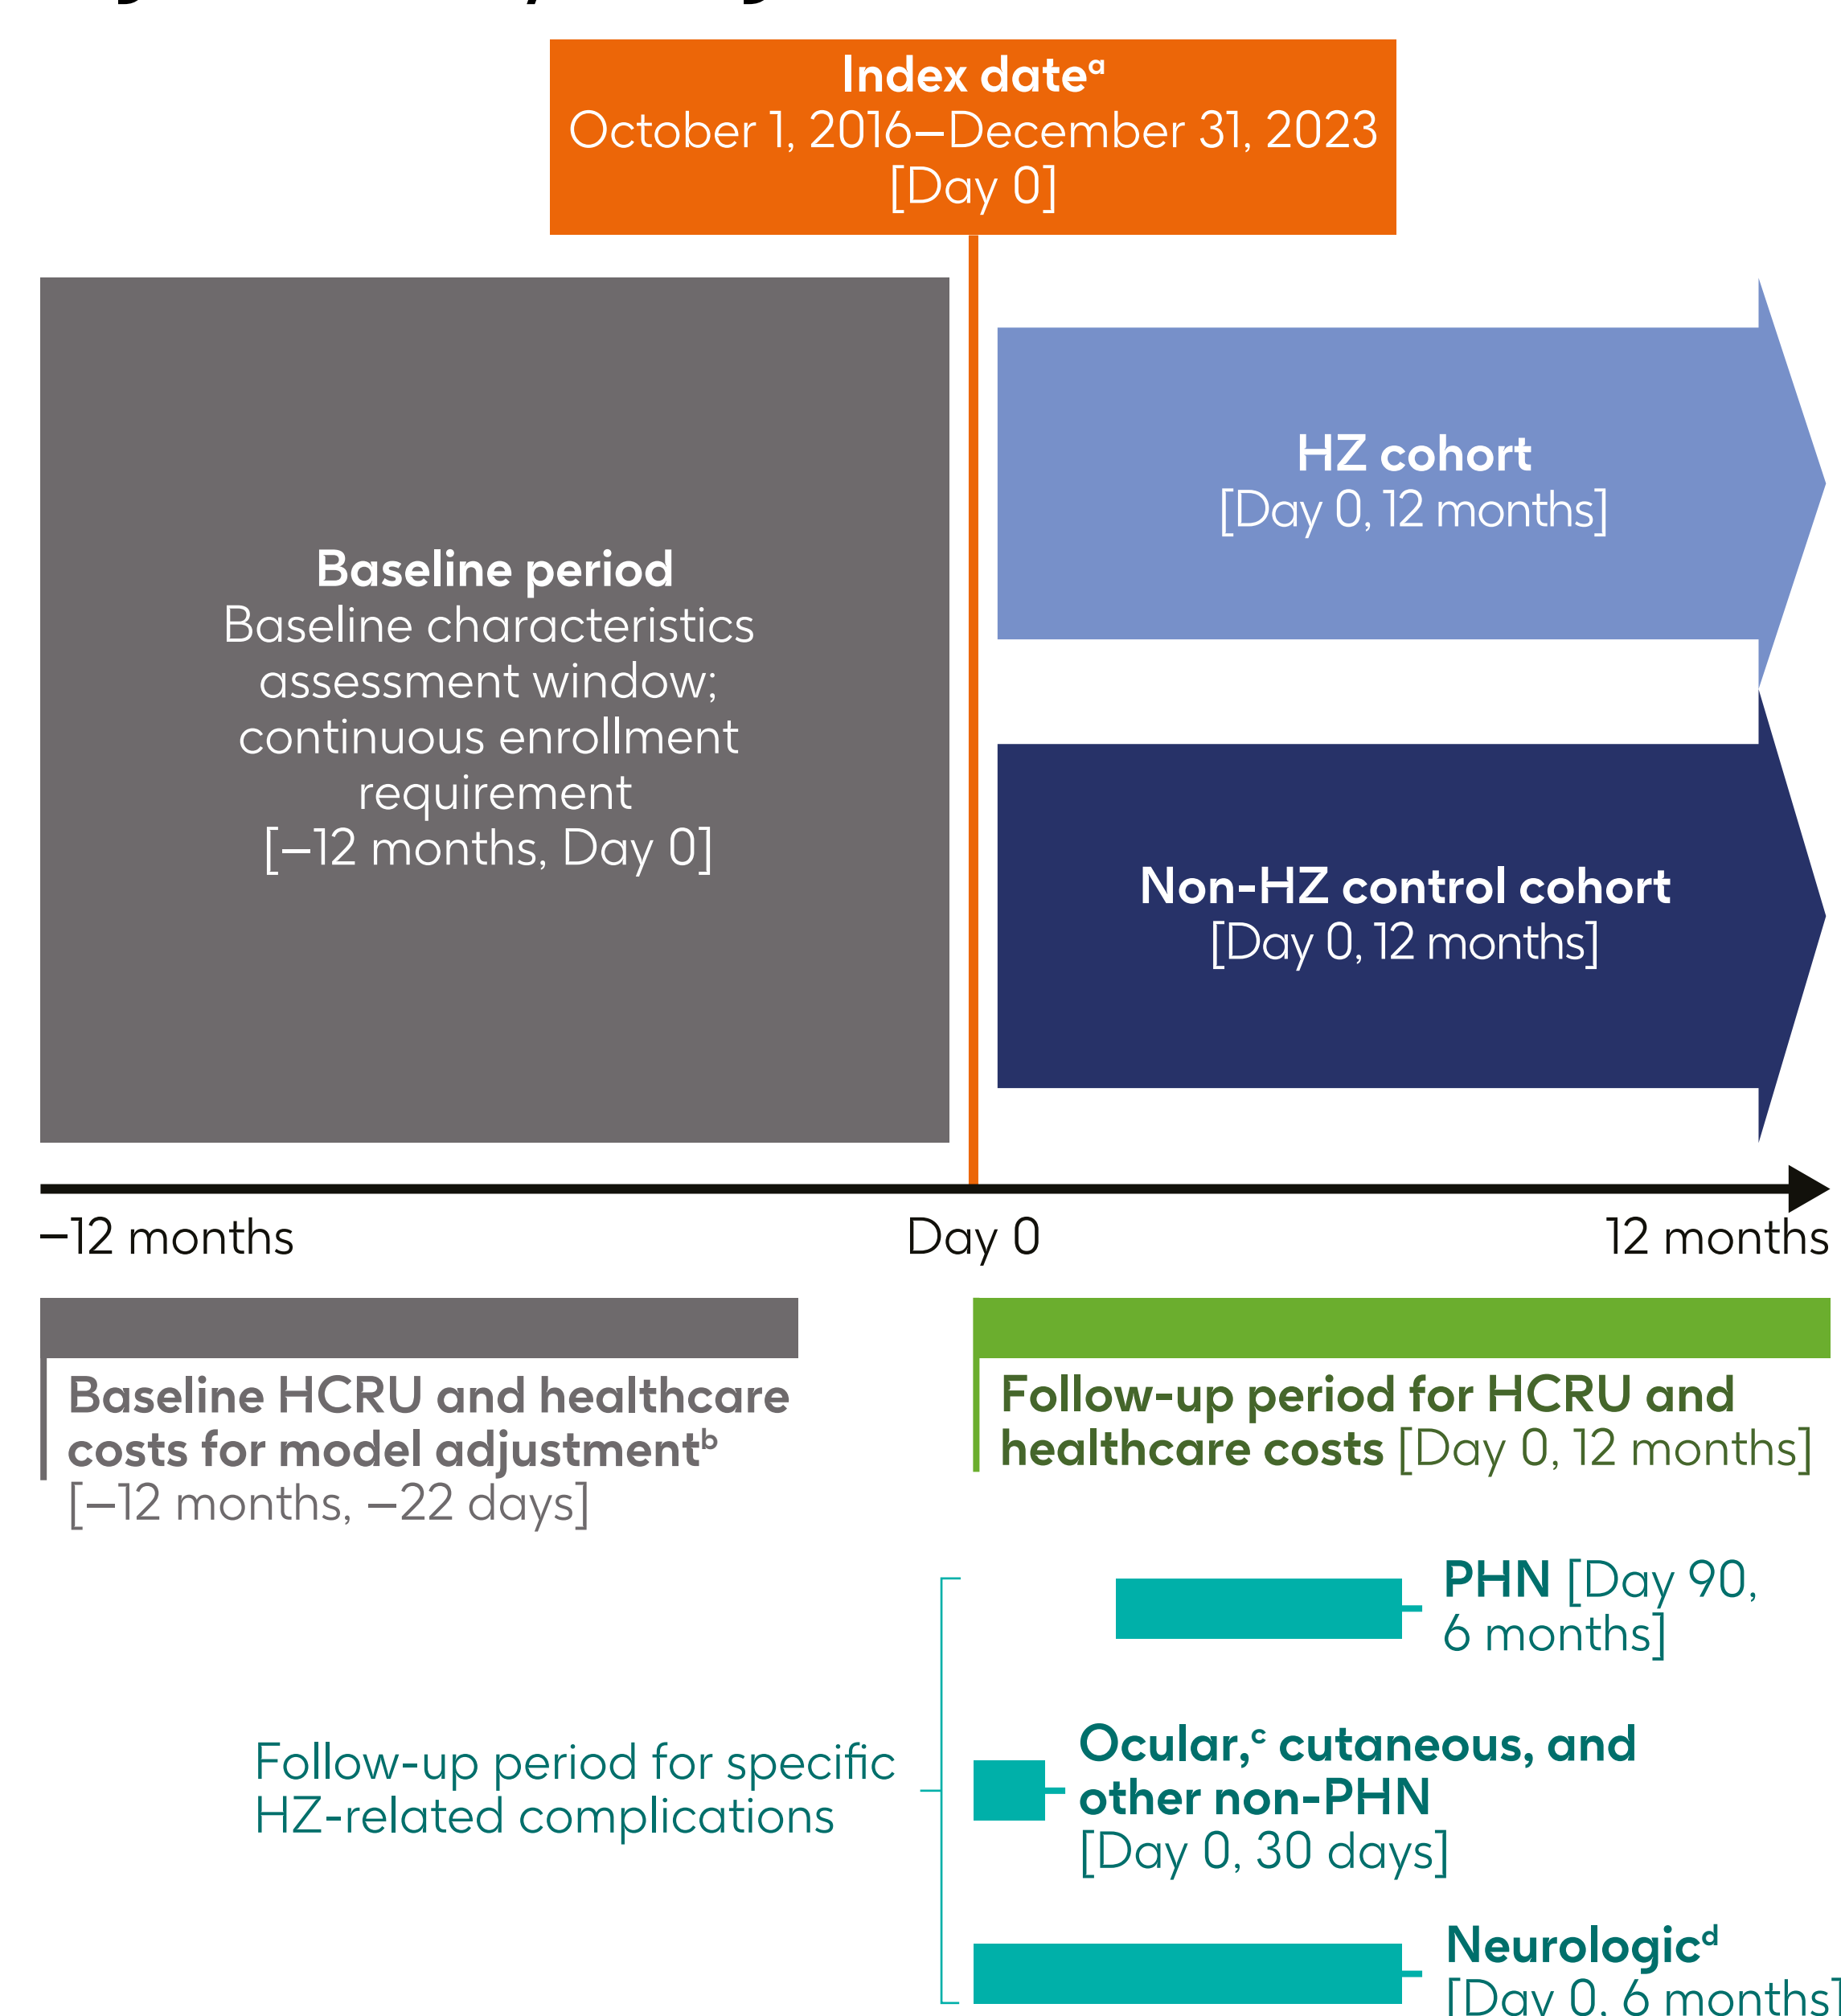 Index dateᵃ
October 1, 2016–December 31, 2023
[Day 0]
Baseline period
Baseline characteristics
assessment window;
continuous enrollment
requirement
[–12 months, Day 0]
HZ cohort
[Day 0, 12 months]
Non-HZ control cohort
[Day 0, 12 months]
–12 months
Day 0
12 months
Baseline HCRU and healthcare
costs for model adjustmentᵇ
[–12 months, –22 days]
Follow-up period for HCRU and
healthcare costs [Day 0, 12 months]
Follow-up period for specific
HZ-related complications
PHN [Day 90,
6 months]
Ocular,ᶜ cutaneous, and
other non-PHN
[Day 0, 30 days]
Neurologicᵈ
[Day 0, 6 months]